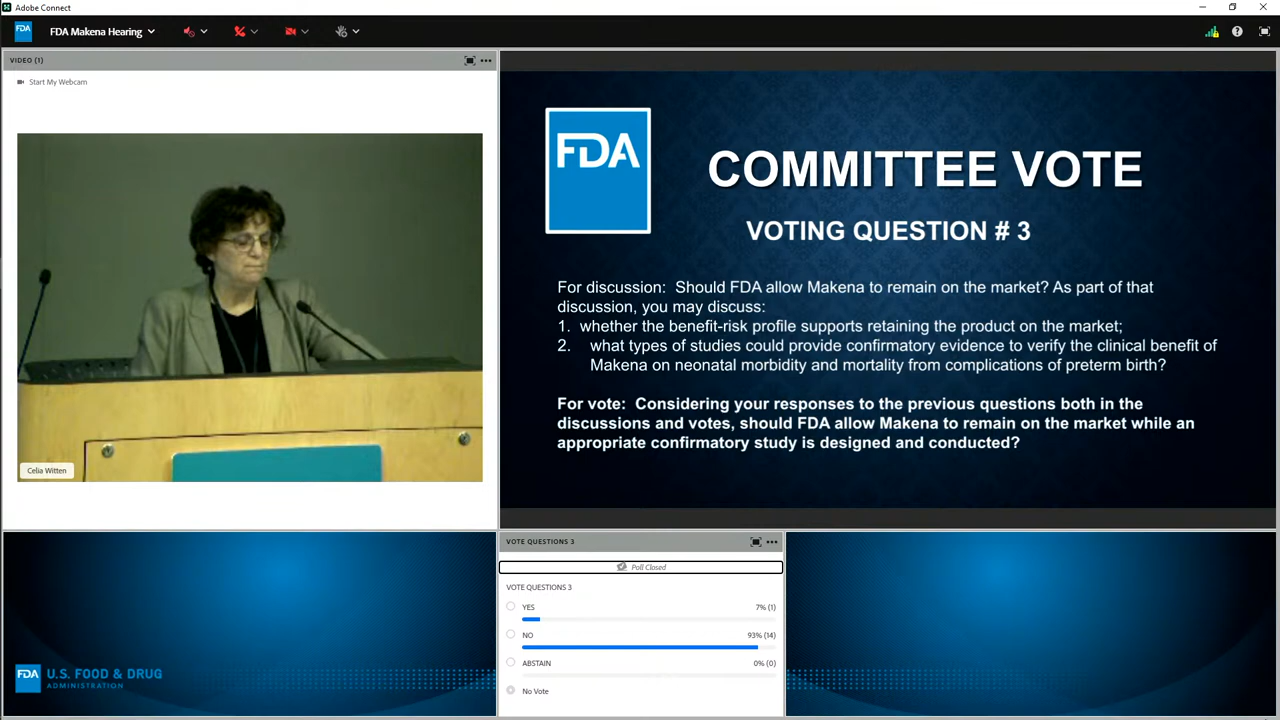 Adobe Connect
FDA
FDA Makena Hearing
VIDEO (1)
Start My Webcam
Celia Witten
FDA
COMMITTEE VOTE
VOTING QUESTION # 3
For discussion: Should FDA allow Makena to remain on the market? As part of that
discussion, you may discuss:
1. whether the benefit-risk profile supports retaining the product on the market;
2. what types of studies could provide confirmatory evidence to verify the clinical benefit of
Makena on neonatal morbidity and mortality from complications of preterm birth?
For vote: Considering your responses to the previous questions both in the
discussions and votes, should FDA allow Makena to remain on the market while an
appropriate confirmatory study is designed and conducted?
FDA U.S. FOOD & DRUG
ADMINISTRATION
VOTE QUESTIONS 3
Poll Closed
VOTE QUESTIONS 3
YES 7% (1)
NO 93% (14)
ABSTAIN 0% (0)
No Vote